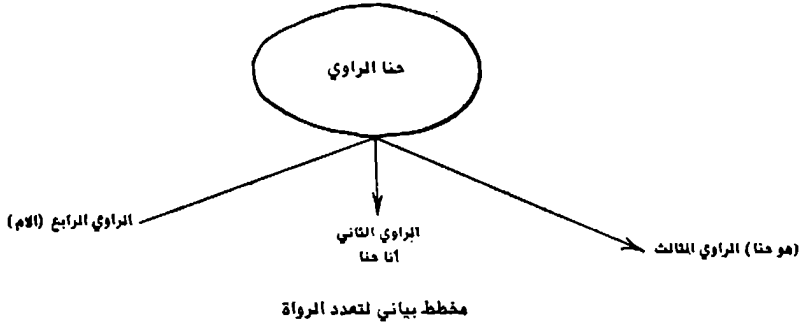 حنا الراوي
(هو حنا) الراوي الثالث
الراوي الثاني
أنا حنا
الراوي الرابع (الام)
مخطط بياني لتعدد الرواة